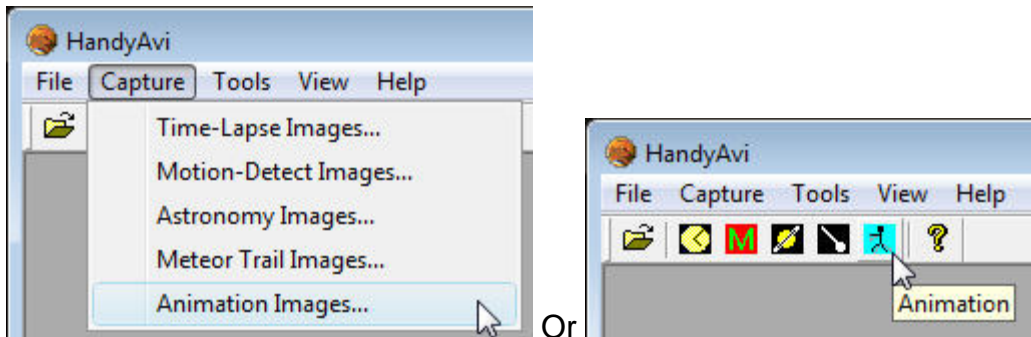 HandyAvi
File Capture Tools View Help
Time-Lapse Images...
Motion-Detect Images...
Astronomy Images...
Meteor Trail Images...
Animation Images...
Or
HandyAvi
File Capture Tools View Help
M ?
Animation